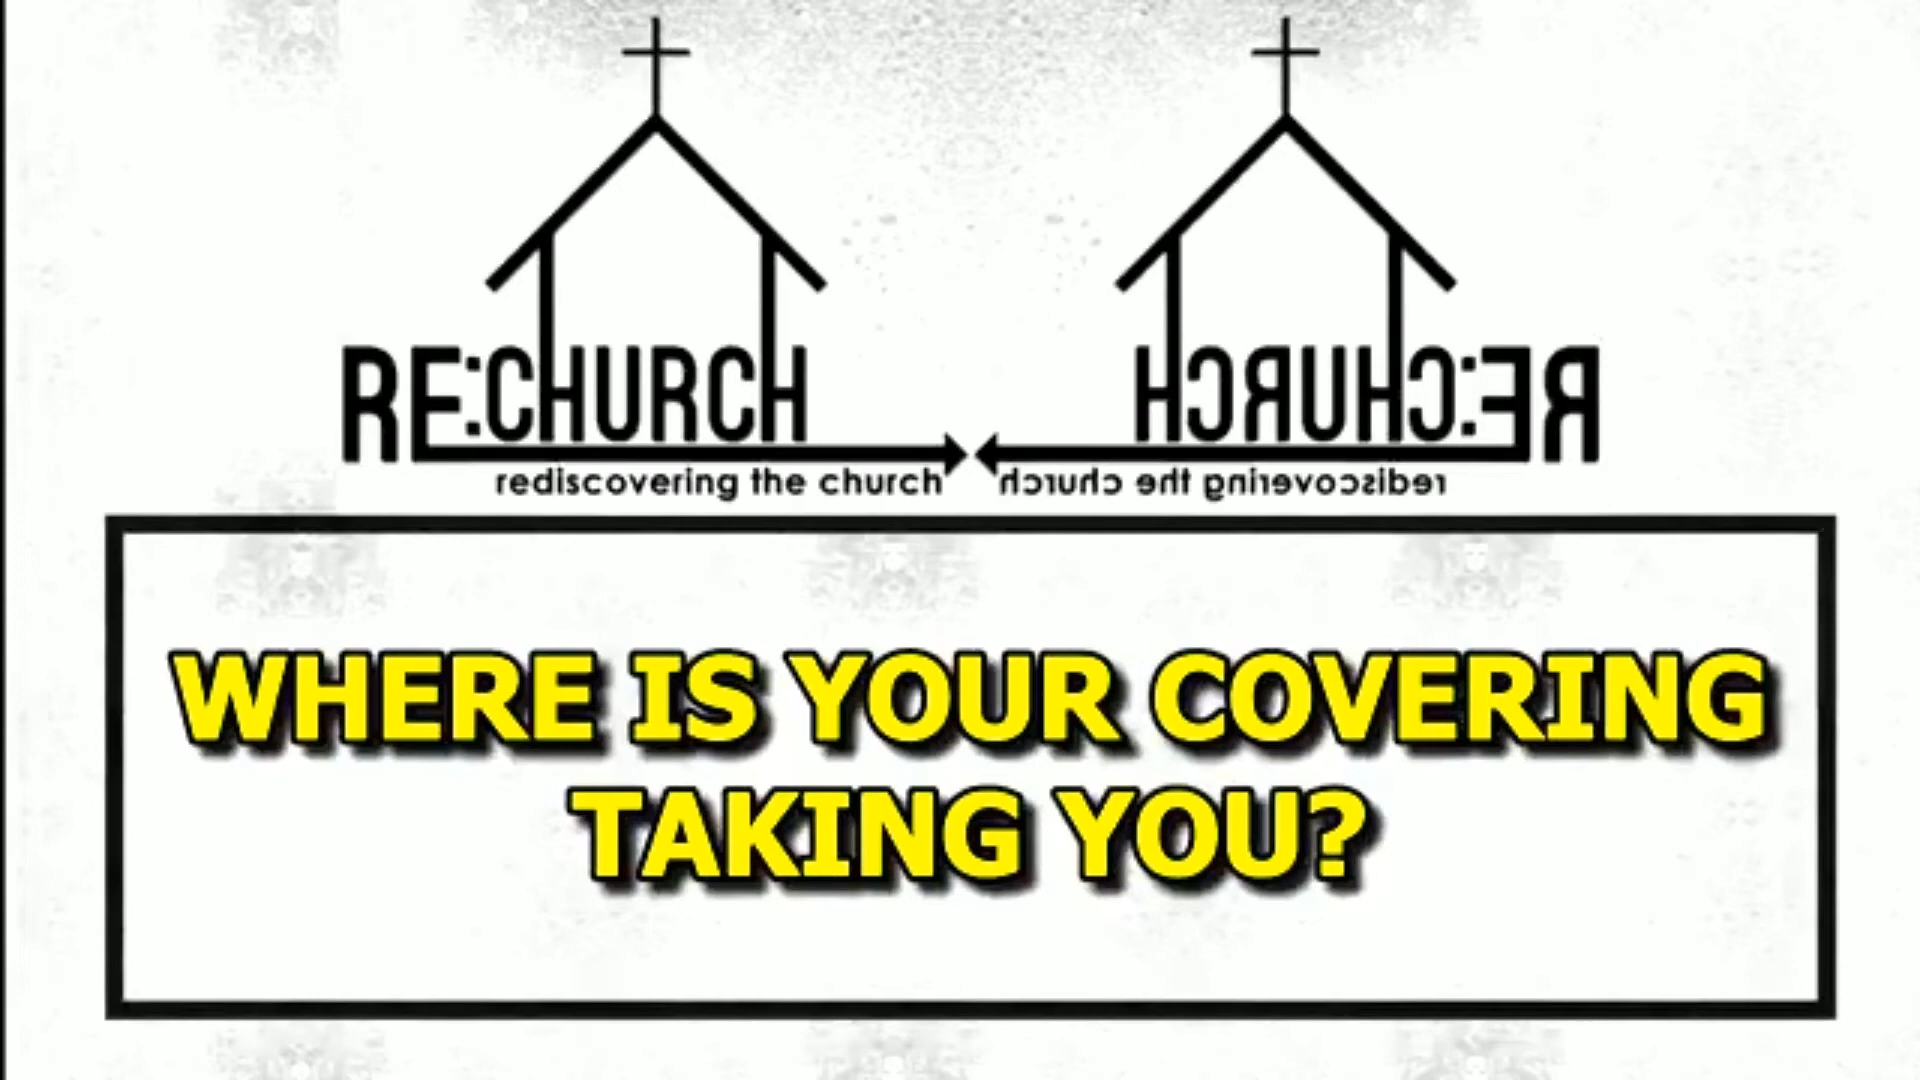 RE:CHURCH RE:CHURCH
rediscovering the church rediscovering the church
WHERE IS YOUR COVERING
TAKING YOU?